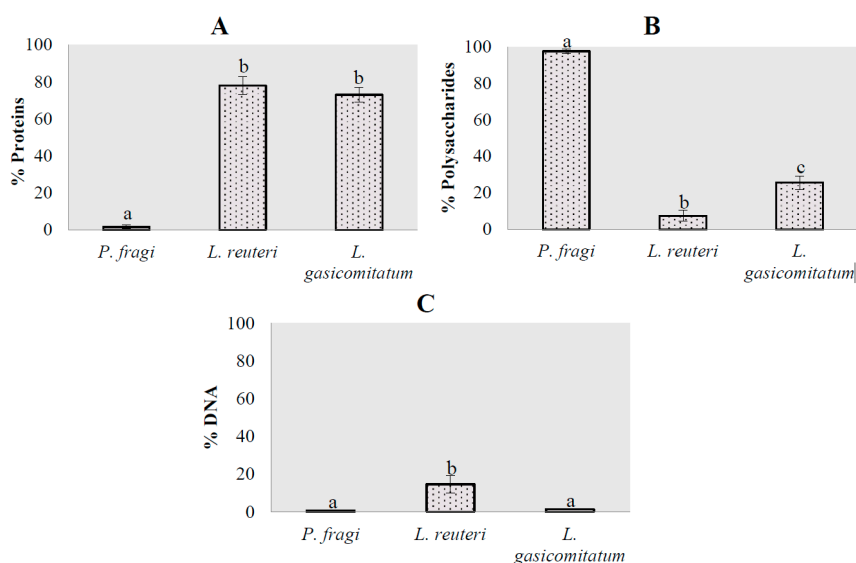 A
% Proteins
100
80
60
40
20
0
a
b
b
P. fragi
L. reuteri
L.
gasicomitatum
B
% Polysaccharides
100
80
60
40
20
0
a
b
c
P. fragi
L. reuteri
L.
gasicomitatum
C
% DNA
100
80
60
40
20
0
a
b
a
P. fragi
L. reuteri
L.
gasicomitatum